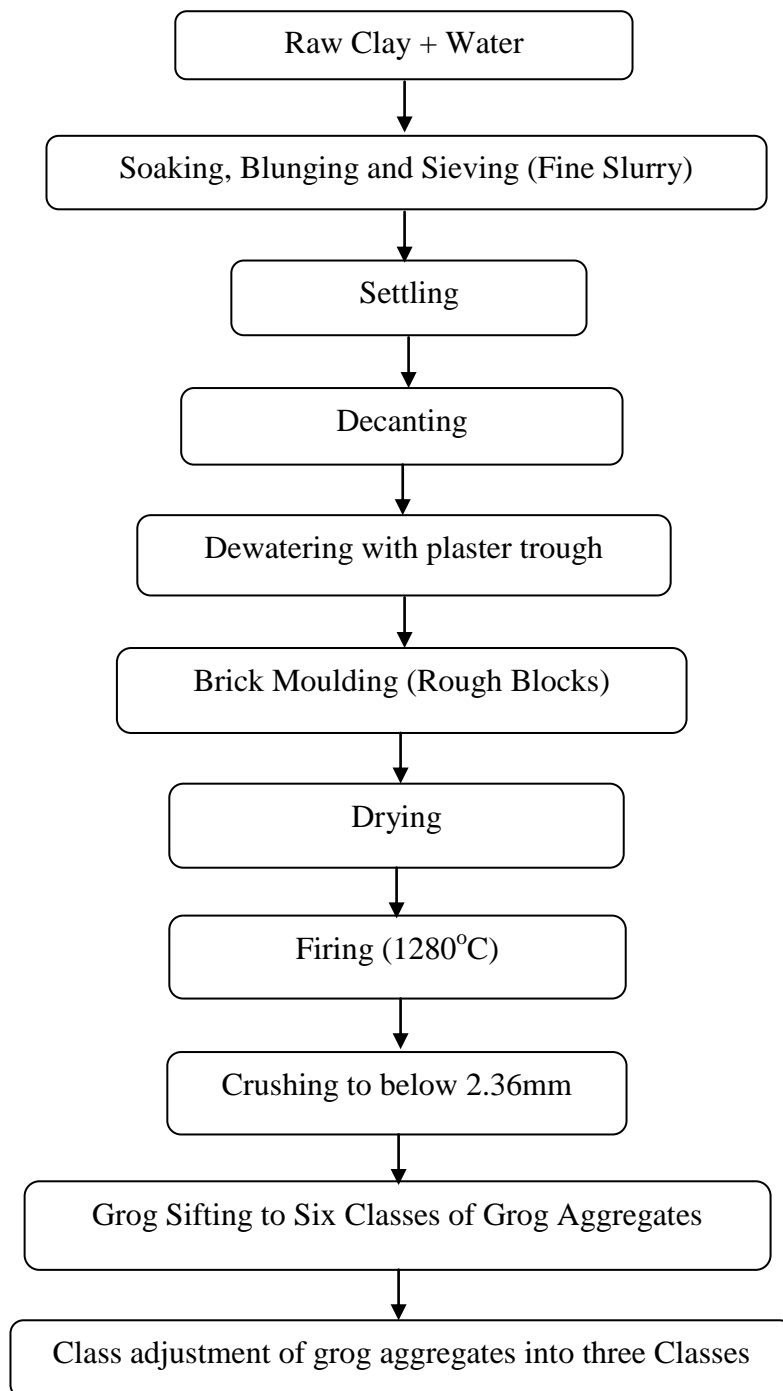 Raw Clay + Water
Soaking, Blunging and Sieving (Fine Slurry)
Settling
Decanting
Dewatering with plaster trough
Brick Moulding (Rough Blocks)
Drying
Firing (1280°C)
Crushing to below 2.36mm
Grog Sifting to Six Classes of Grog Aggregates
Class adjustment of grog aggregates into three Classes